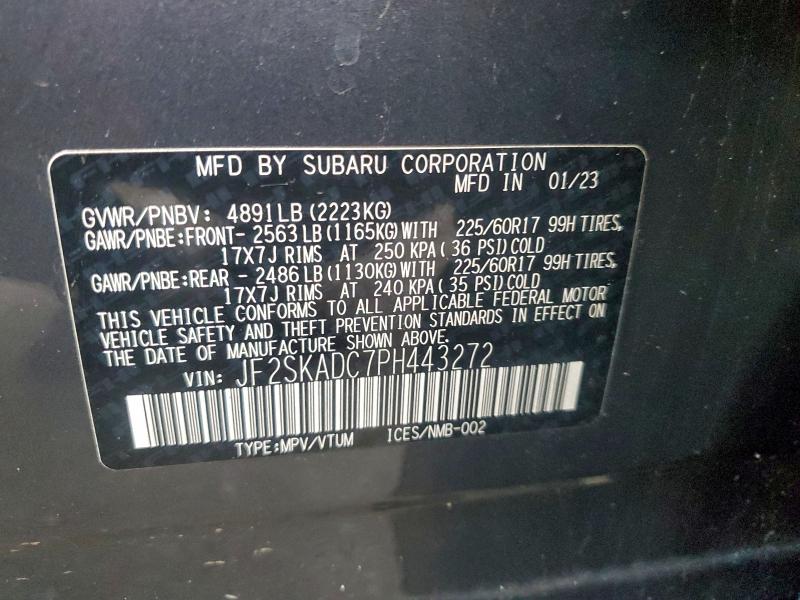 MFD BY SUBARU CORPORATION
MFD IN 01/23
GVWR/PNBV: 4891LB (2223KG)
GAWR/PNBE:FRONT- 2563 LB (1165KG) WITH 225/60R17 99H TIRES,
17X7J RIMS AT 250 KPA ( 36 PSI) COLD
GAWR/PNBE:REAR - 2486 LB (1130KG) WITH 225/60R17 99H TIRES,
17X7J RIMS AT 240 KPA ( 35 PSI) COLD
THIS VEHICLE CONFORMS TO ALL APPLICABLE FEDERAL MOTOR
VEHICLE SAFETY AND THEFT PREVENTION STANDARDS IN EFFECT ON
THE DATE OF MANUFACTURE SHOWN ABOVE.
VIN: JF2SKADC7PH443272
TYPE:MPV/VTUM ICES/NMB-002